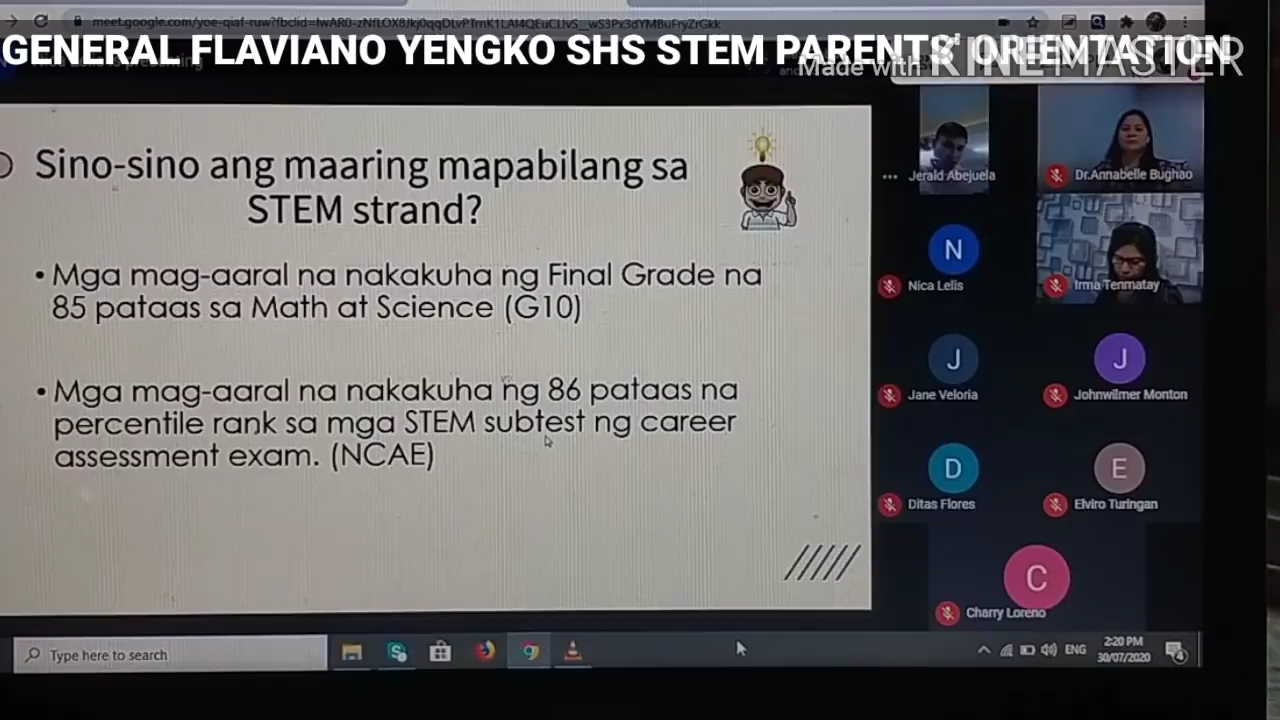 meet.google.com/yoe-qiaf-ruw?fbclid=IwAR0-
GENERAL FLAVIANO YENGKO SHS STEM PARENTS' ORIENTATION
Made with KINEMASTER
Sino-sino ang maaring mapabilang sa
STEM strand?
• Mga mag-aaral na nakakuha ng Final Grade na
85 pataas sa Math at Science (G10)
• Mga mag-aaral na nakakuha ng 86 pataas na
percentile rank sa mga STEM subtest ng career
assessment exam. (NCAE)
Jerald Abejuela
Dr.Annabelle Bughao
N
Nica Lelis
Irma Tenmatay
J
Jane Veloria
J
Johnwilmer Monton
D
Ditas Flores
E
Elviro Turingan
C
Charry Loreno
Type here to search
ENG
2:20 PM
30/07/2020
4